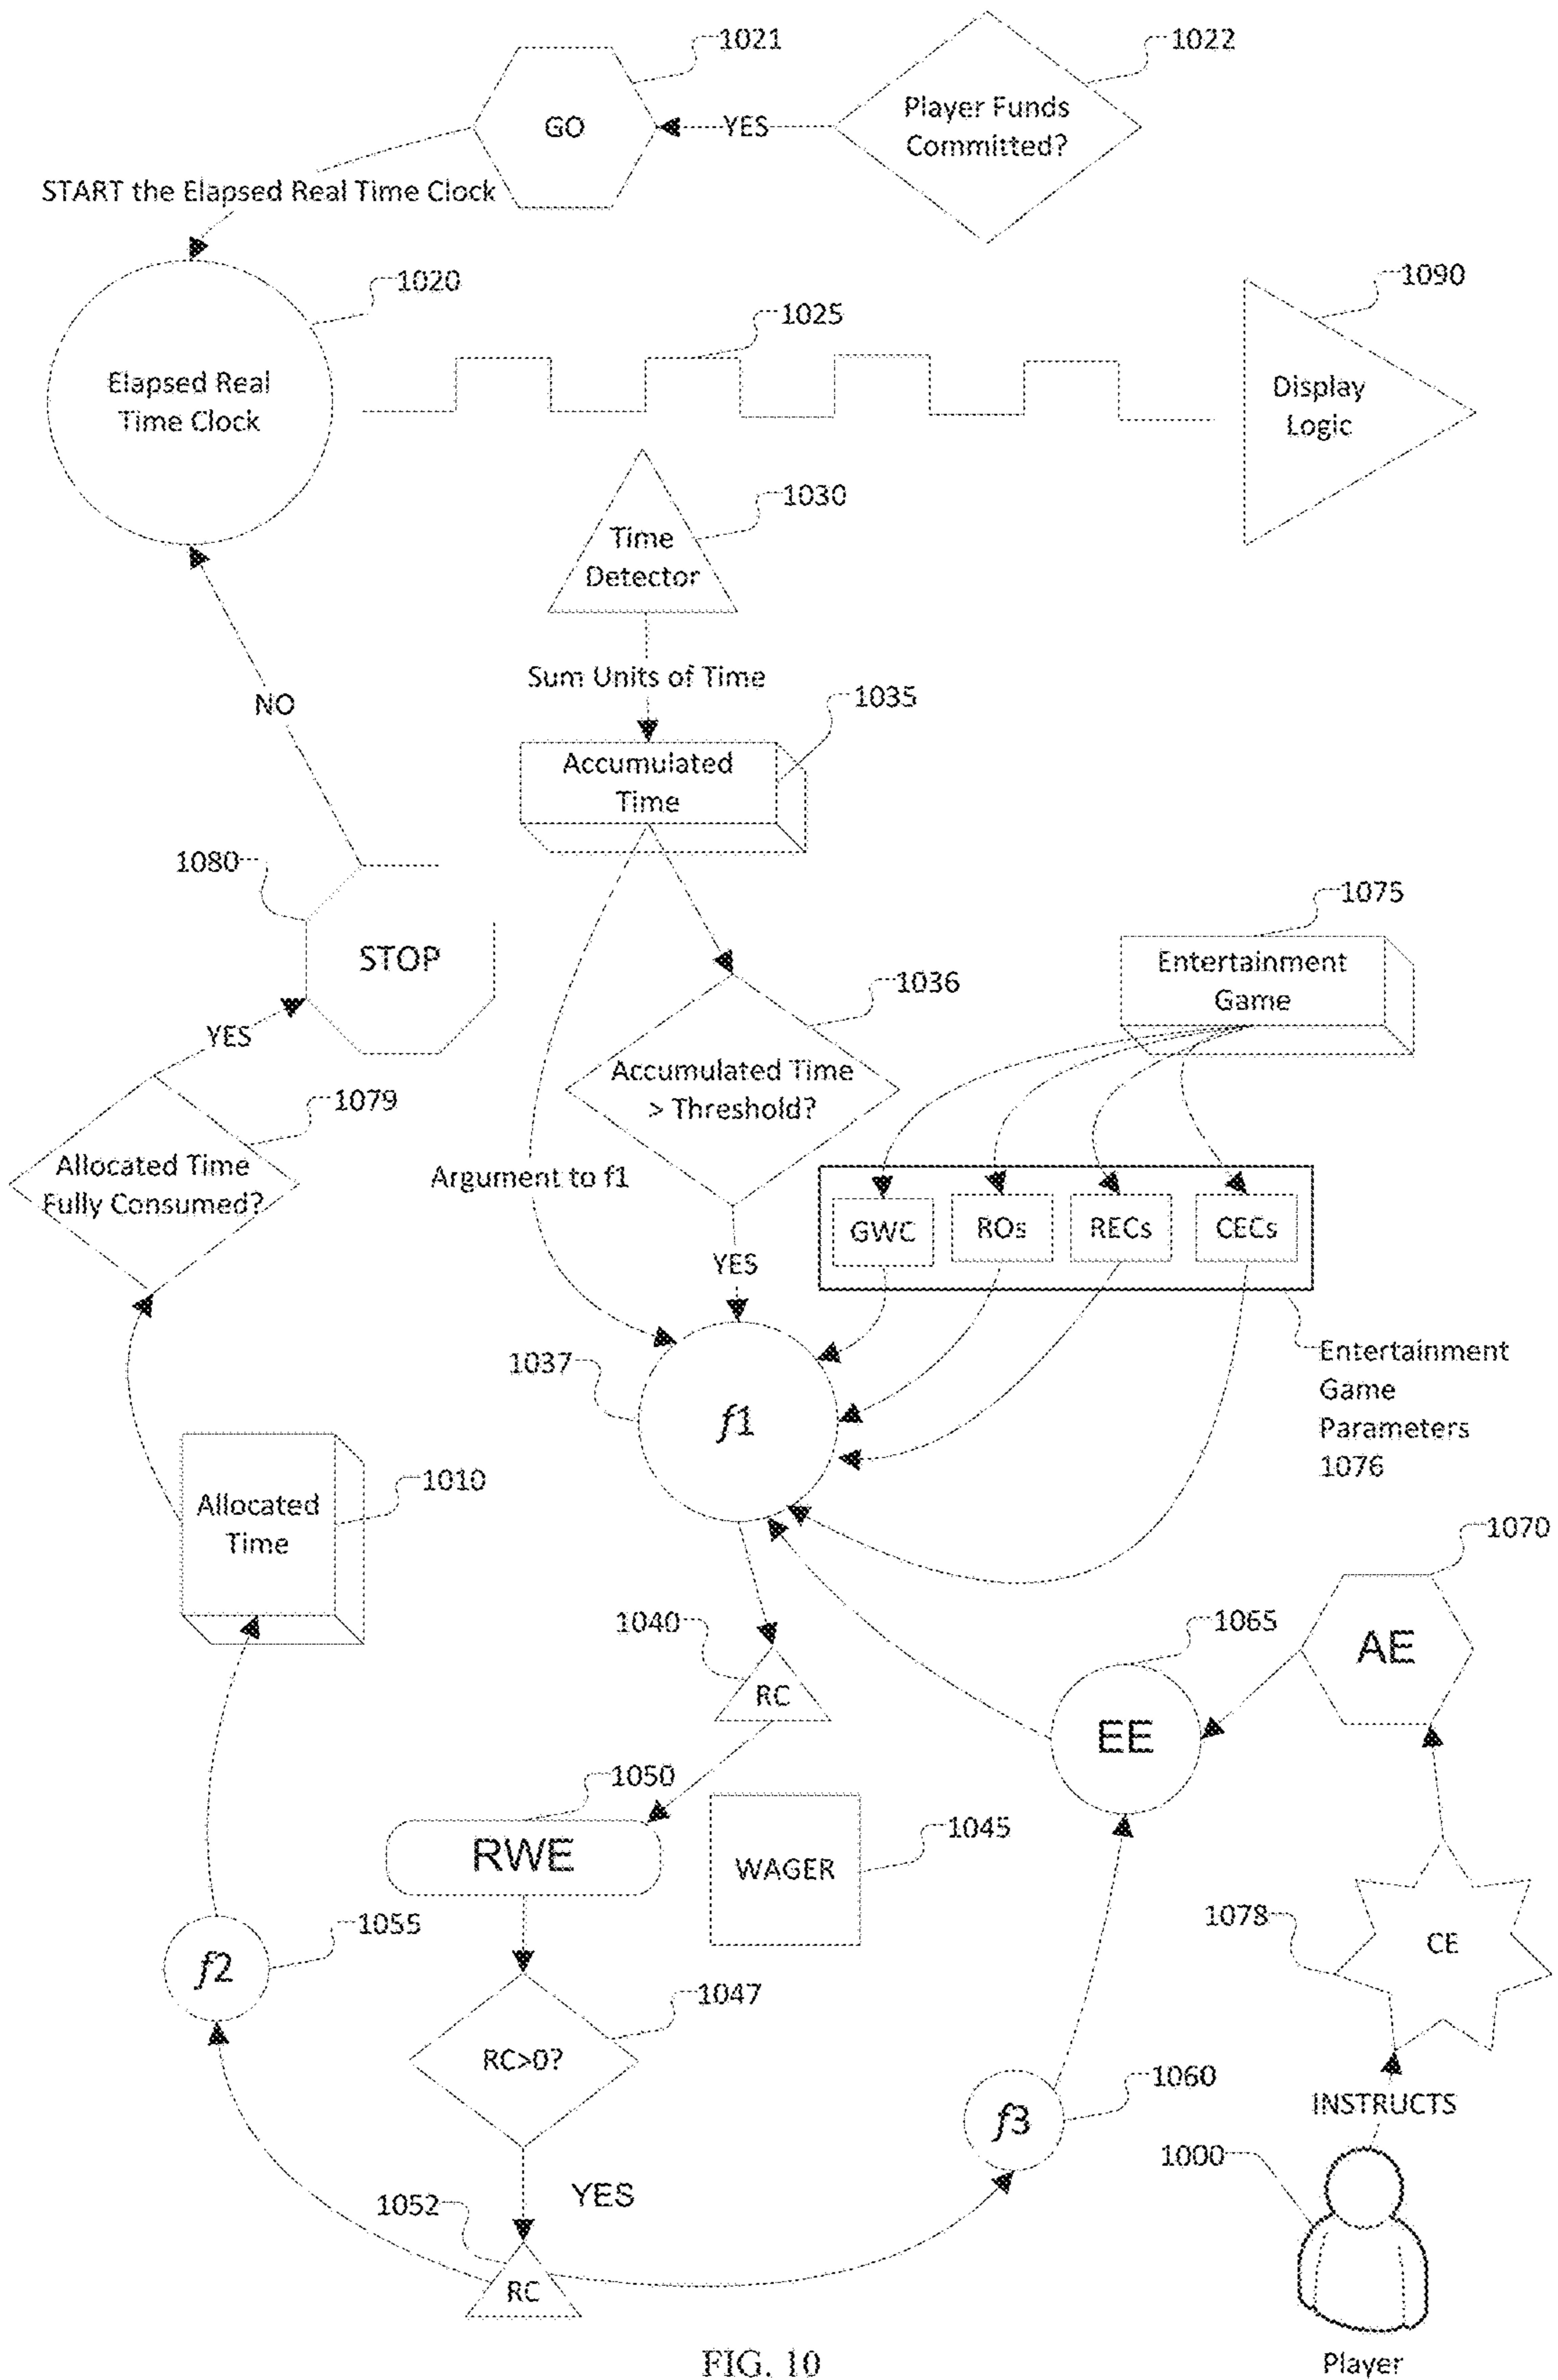 1021
1022
GO
YES
Player Funds
Committed?
START the Elapsed Real Time Clock
1020
1090
1025
Elapsed Real
Time Clock
Display
Logic
1030
Time
Detector
Sum Units of Time
NO
1035
Accumulated
Time
1080
1075
STOP
Entertainment
Game
1036
YES
Accumulated Time
> Threshold?
1079
Allocated Time
Fully Consumed?
Argument to f1
GWC
ROs
RECs
CECs
YES
1037
Entertainment
Game
Parameters
1076
f1
1010
Allocated
Time
1070
1040
1065
AE
RC
EE
1050
RWE
1045
WAGER
1055
1078
CE
f2
1047
RC>0?
1060
f3
INSTRUCTS
1000
1052
YES
RC
FIG. 10
Player